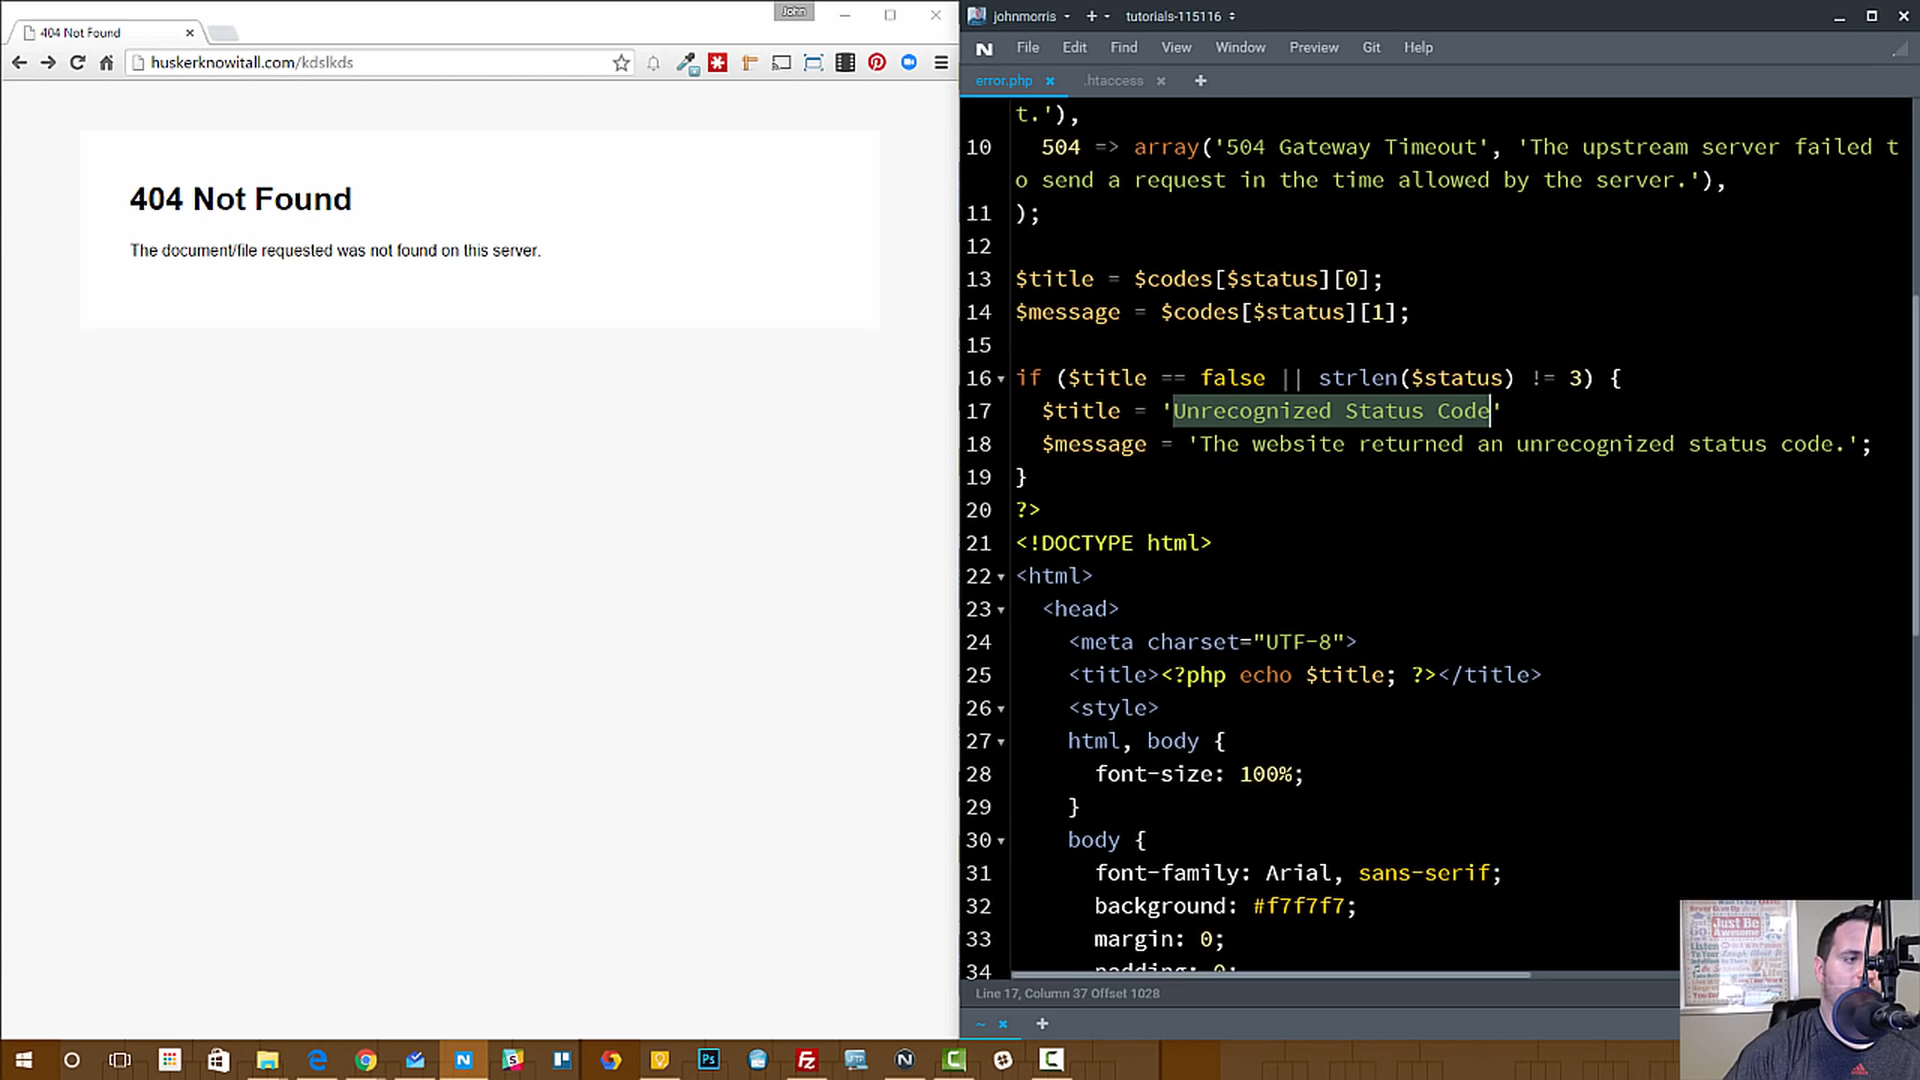 404 Not Found
John
huskerknowitall.com/kdslkds
404 Not Found
The document/file requested was not found on this server.
johnmorris
tutorials-115116
N File Edit Find View Window Preview Git Help
error.php
.htaccess
t.'),
10 504 => array('504 Gateway Timeout', 'The upstream server failed t
o send a request in the time allowed by the server.'),
11 );
12
13 $title = $codes[$status][0];
14 $message = $codes[$status][1];
15
16 if ($title == false || strlen($status) != 3) {
17 $title = 'Unrecognized Status Code'
18 $message = 'The website returned an unrecognized status code.';
19 }
20 ?>
21 <!DOCTYPE html>
22 <html>
23 <head>
24 <meta charset="UTF-8">
25 <title><?php echo $title; ?></title>
26 <style>
27 html, body {
28 font-size: 100%;
29 }
30 body {
31 font-family: Arial, sans-serif;
32 background: #f7f7f7;
33 margin: 0;
34 padding: 0;
Line 17, Column 37 Offset 1028
~
Just Be
Awesome